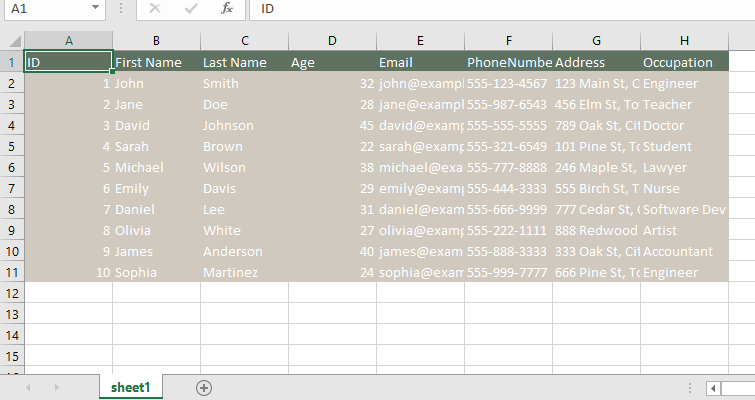 A1 fx ID
A B C D E F G H
1 ID First Name Last Name Age Email PhoneNumbe Address Occupation
2 1 John Smith 32 john@exampl 555-123-4567 123 Main St, C Engineer
3 2 Jane Doe 28 jane@exampl 555-987-6543 456 Elm St, To Teacher
4 3 David Johnson 45 david@examp 555-555-5555 789 Oak St, Cit Doctor
5 4 Sarah Brown 22 sarah@examp 555-321-6549 101 Pine St, To Student
6 5 Michael Wilson 38 michael@exa 555-777-8888 246 Maple St, Lawyer
7 6 Emily Davis 29 emily@exam 555-444-3333 555 Birch St, T Nurse
8 7 Daniel Lee 31 daniel@exam 555-666-9999 777 Cedar St, Software Dev
9 8 Olivia White 27 olivia@exam 555-222-1111 888 Redwood Artist
10 9 James Anderson 40 james@exam 555-888-3333 333 Oak St, Cit Accountant
11 10 Sophia Martinez 24 sophia@exam 555-999-7777 666 Pine St, To Engineer
12
13
14
15
sheet1